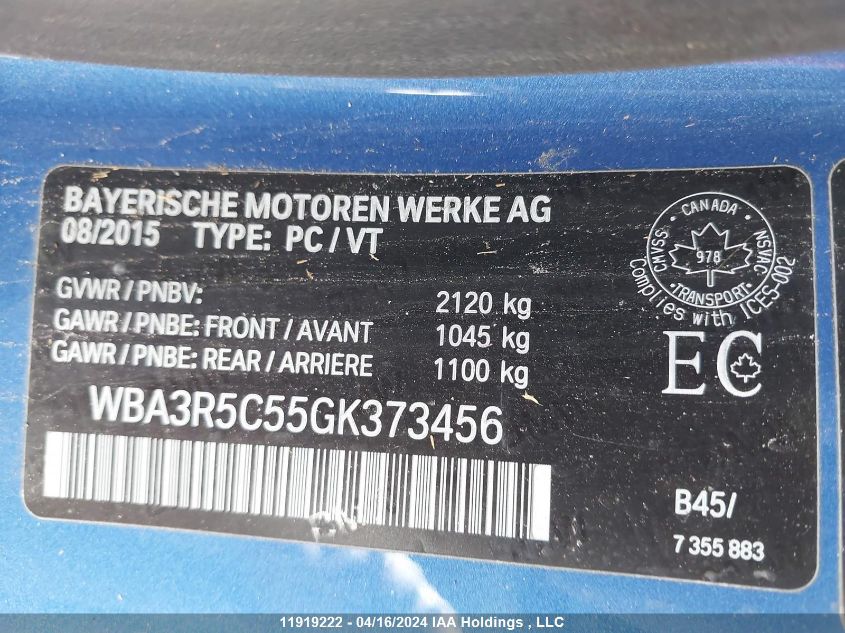 BAYERISCHE MOTOREN WERKE AG
08/2015 TYPE: PC / VT
GVWR / PNBV: 2120 kg
GAWR / PNBE: FRONT / AVANT 1045 kg
GAWR / PNBE: REAR / ARRIERE 1100 kg
WBA3R5C55GK373456
CANADA
CMVSS 978 NSVAC
TRANSPORT
Complies with ICES-002
EC
B45/
7 355 883
11919222 - 04/16/2024 IAA Holdings , LLC